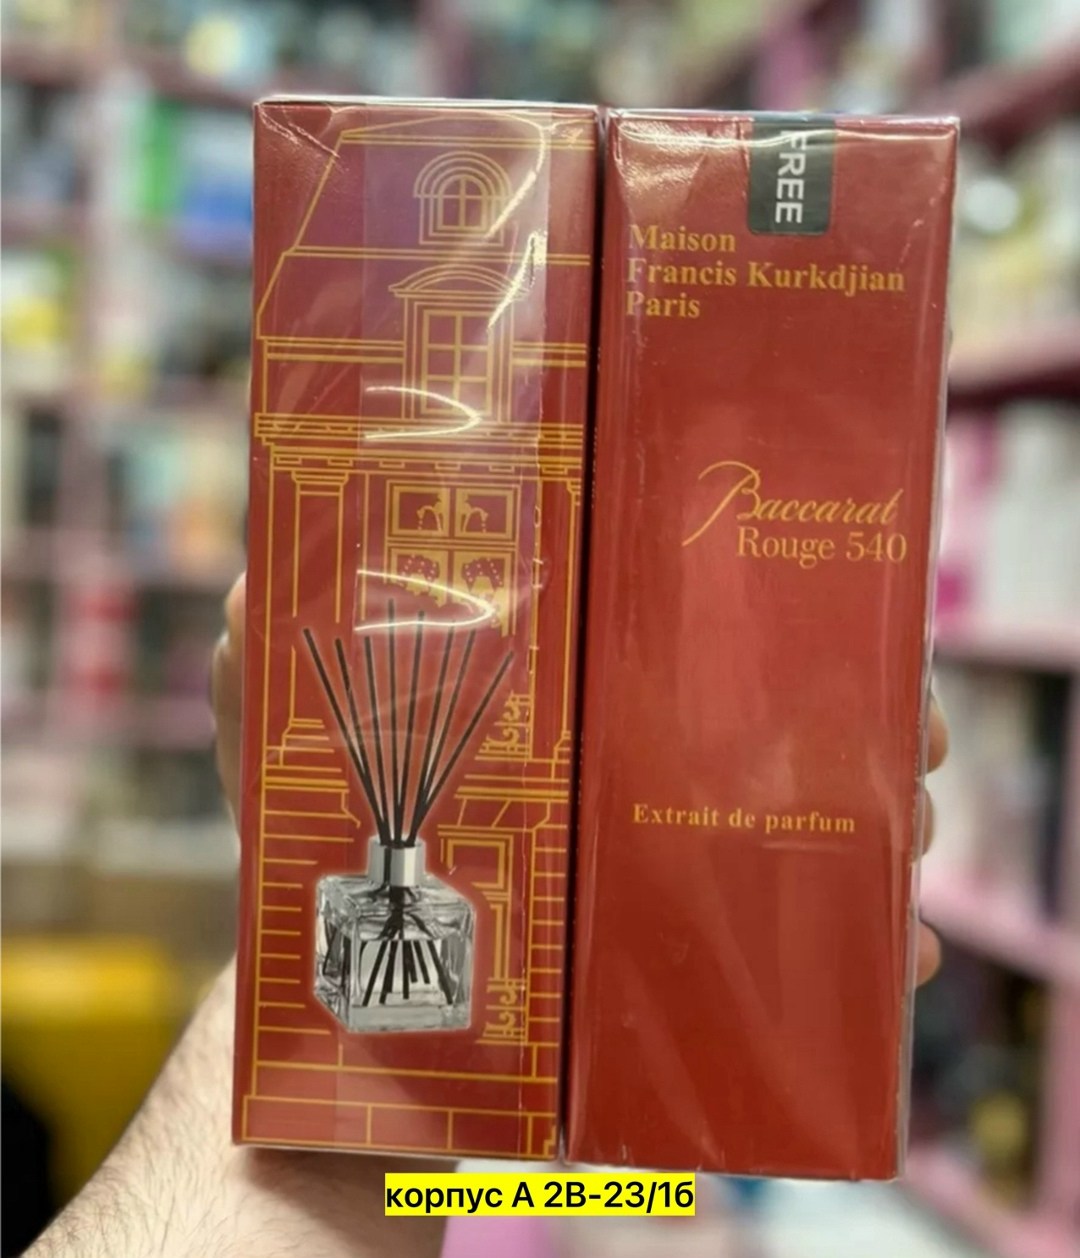 FREE
Maison
Francis Kurkdjian
Paris
Baccarat
Rouge 540
Extrait de parfum
корпус А 2В-23/1б